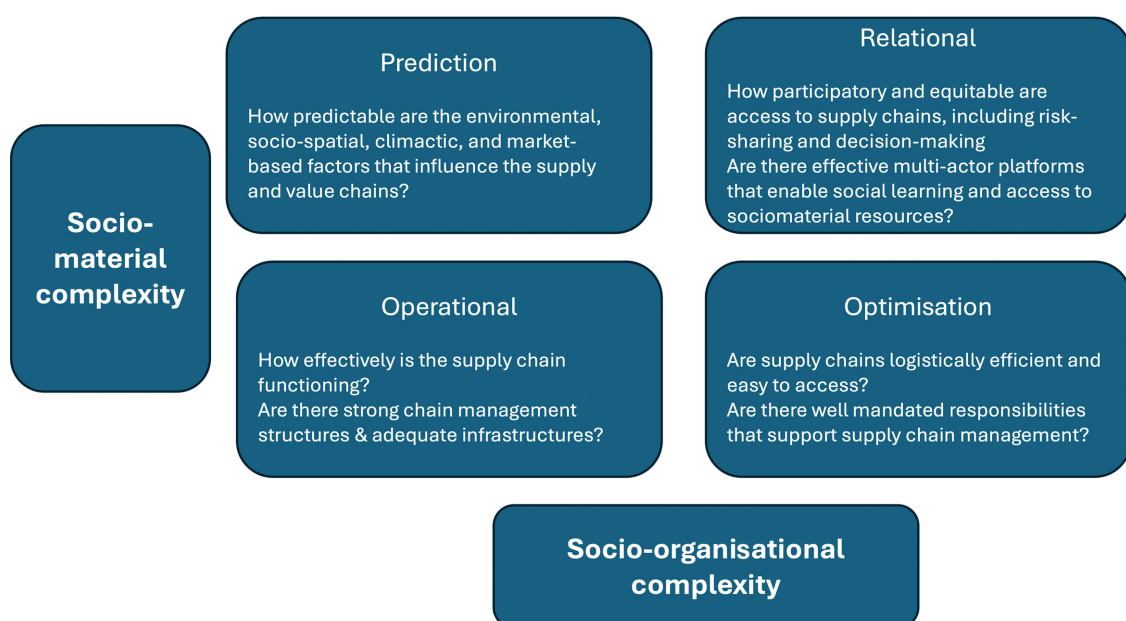 Socio-
material
complexity
Prediction
How predictable are the environmental,
socio-spatial, climactic, and market-
based factors that influence the supply
and value chains?
Relational
How participatory and equitable are
access to supply chains, including risk-
sharing and decision-making
Are there effective multi-actor platforms
that enable social learning and access to
sociomaterial resources?
Operational
How effectively is the supply chain
functioning?
Are there strong chain management
structures & adequate infrastructures?
Optimisation
Are supply chains logistically efficient and
easy to access?
Are there well mandated responsibilities
that support supply chain management?
Socio-organisational
complexity